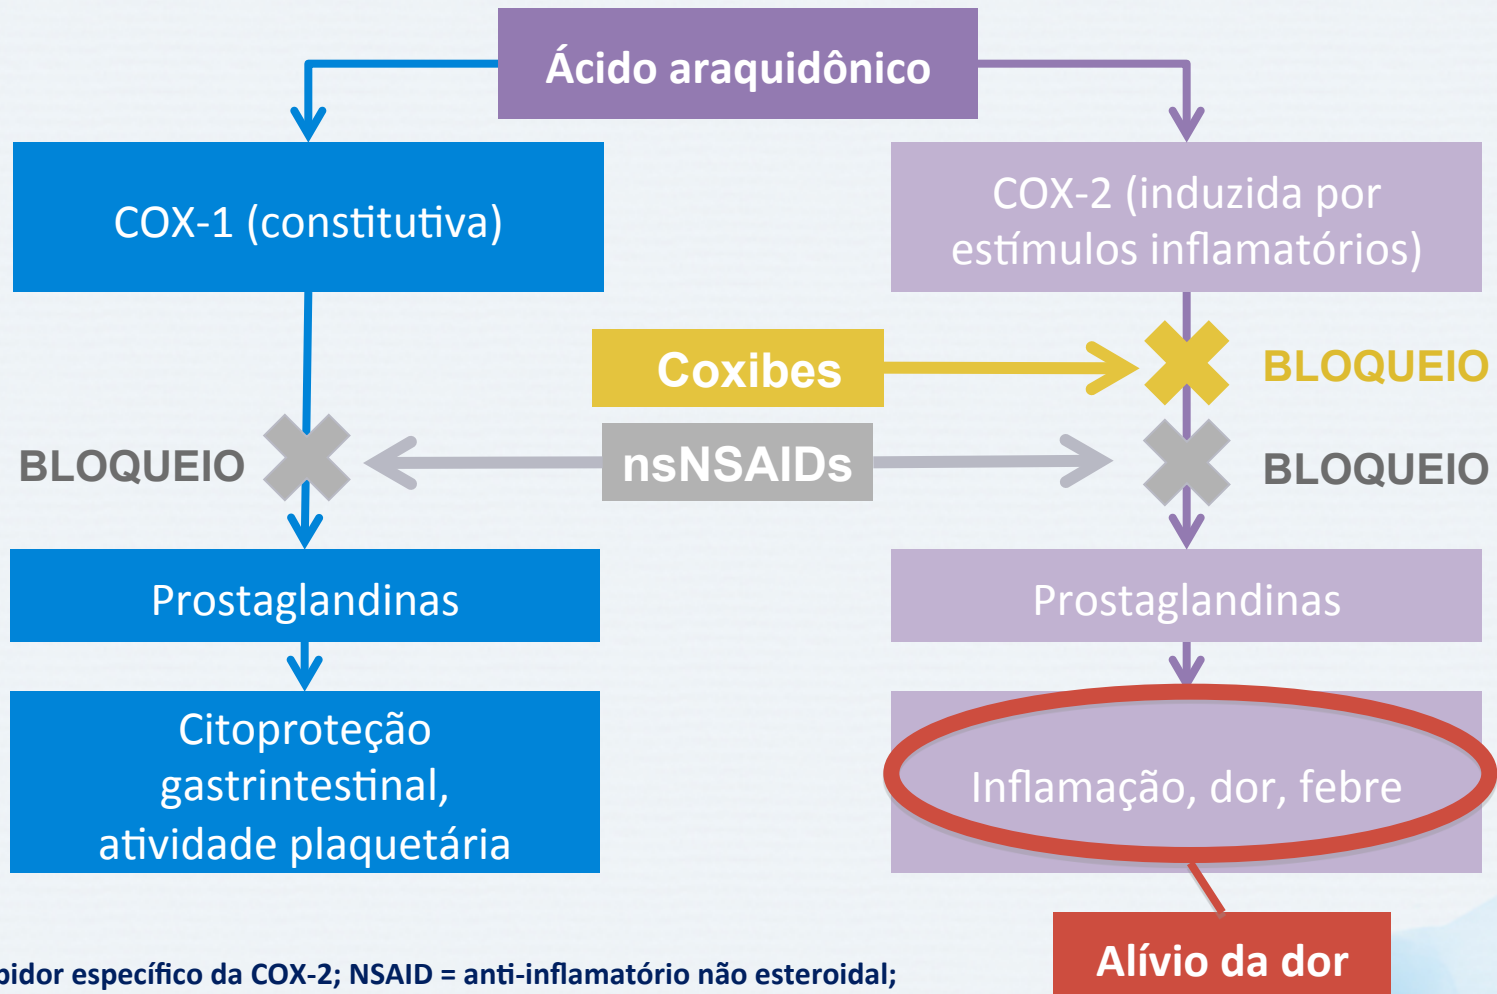 Ácido araquidônico
COX-1 (constitutiva)
COX-2 (induzida por
estímulos inflamatórios)
Coxibes
BLOQUEIO
BLOQUEIO
nsNSAIDs
BLOQUEIO
Prostaglandinas
Prostaglandinas
Citoproteção
gastrintestinal,
atividade plaquetária
Inflamação, dor, febre
Alívio da dor
específico da COX-2; NSAID = anti-inflamatório não esteroidal;